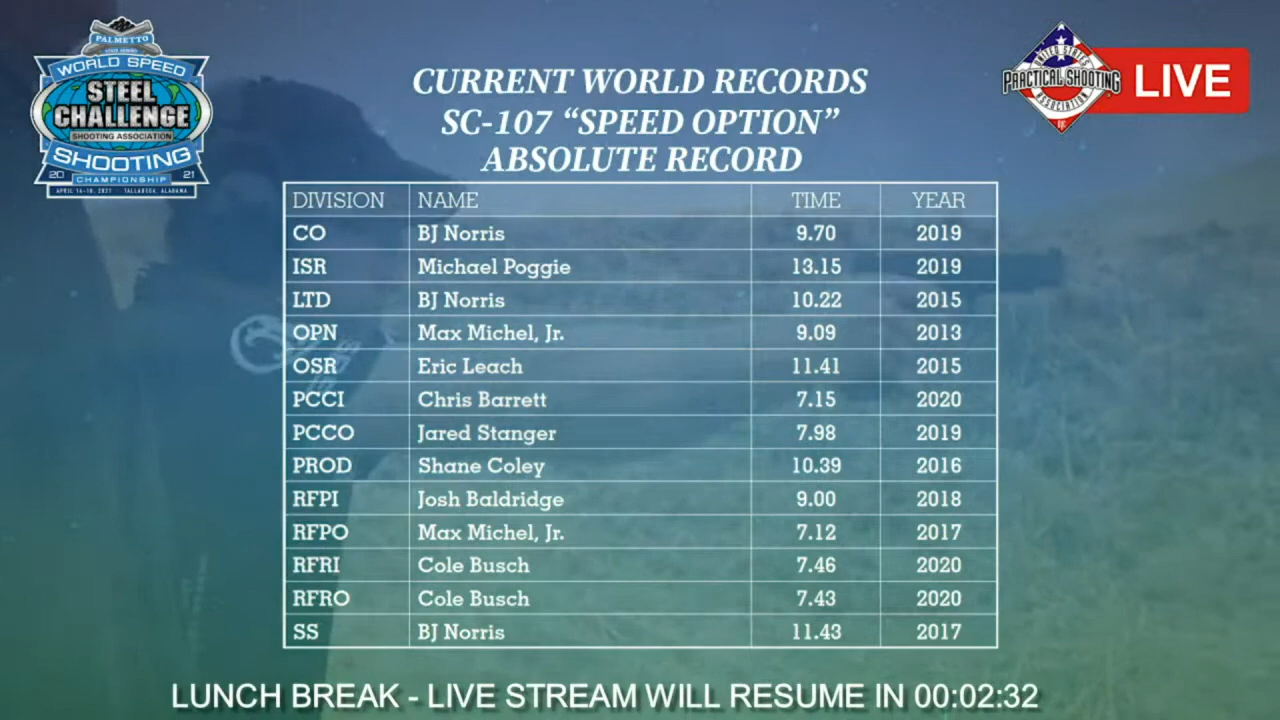 PALMETTO
WORLD SPEED
STEEL
CHALLENGE
SHOOTING ASSOCIATION
SHOOTING
20 21
CHAMPIONSHIP
UNITED STATES
PRACTICAL SHOOTING
ASSOCIATION
LIVE
CURRENT WORLD RECORDS
SC-107 “SPEED OPTION”
ABSOLUTE RECORD
DIVISION NAME TIME YEAR
CO BJ Norris 9.70 2019
ISR Michael Poggie 13.15 2019
LTD BJ Norris 10.22 2015
OPN Max Michel, Jr. 9.09 2013
OSR Eric Leach 11.41 2015
PCCI Chris Barrett 7.15 2020
PCCO Jared Stanger 7.98 2019
PROD Shane Coley 10.39 2016
RFPI Josh Baldridge 9.00 2018
RFPO Max Michel, Jr. 7.12 2017
RFRI Cole Busch 7.46 2020
RFRO Cole Busch 7.43 2020
SS BJ Norris 11.43 2017
LUNCH BREAK - LIVE STREAM WILL RESUME IN 00:02:32